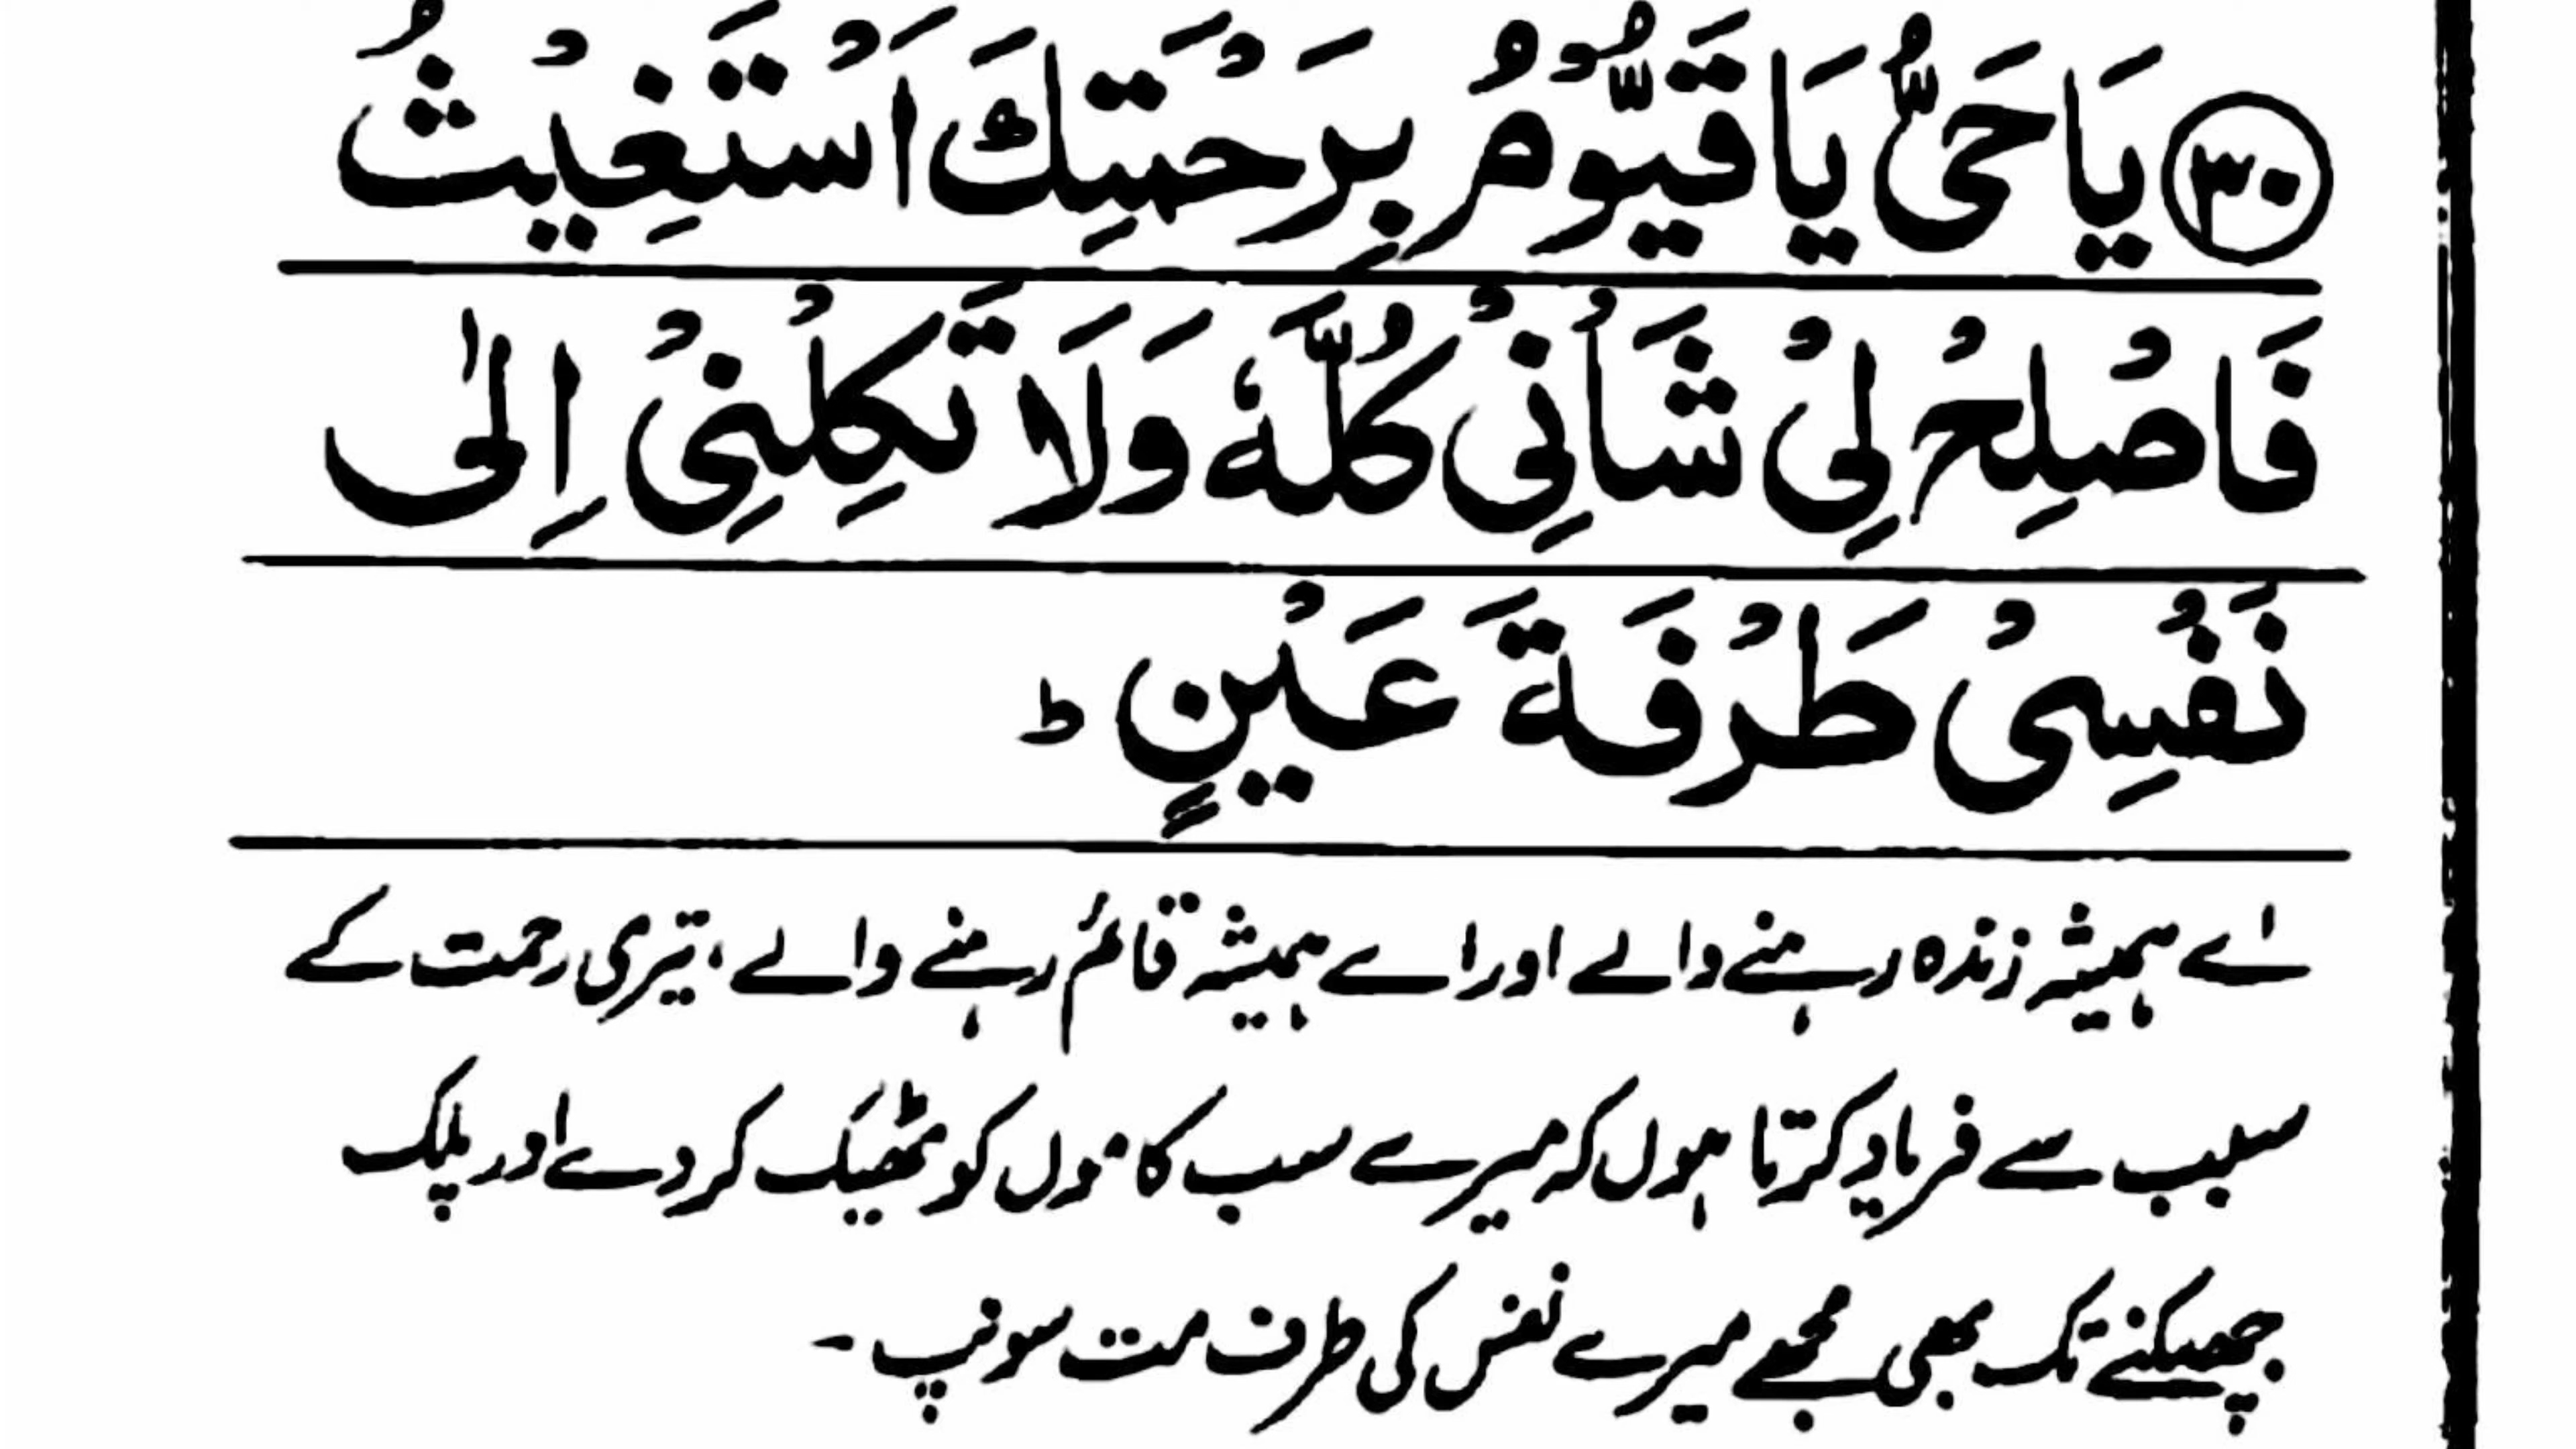 ۳۰ يَا حَىُّ يَا قَيُّوْمُ بِرَحْمَتِكَ اَسْتَغِيْثُ
فَاَصْلِحْ لِىْ شَأْنِىْ كُلَّهٗ وَلَا تَكِلْنِىْ اِلٰى
نَفْسِىْ طَرْفَةَ عَيْنٍ ط
اے ہمیشہ زندہ رہنے والے اور اے ہمیشہ قائم رہنے والے، تیری رحمت کے
سبب سے فریاد کرتا ہوں کہ میرے سب کاموں کو ٹھیک کر دے اور پلک
جھپکنے تک بھی مجھے میرے نفس کی طرف مت سونپ ۔